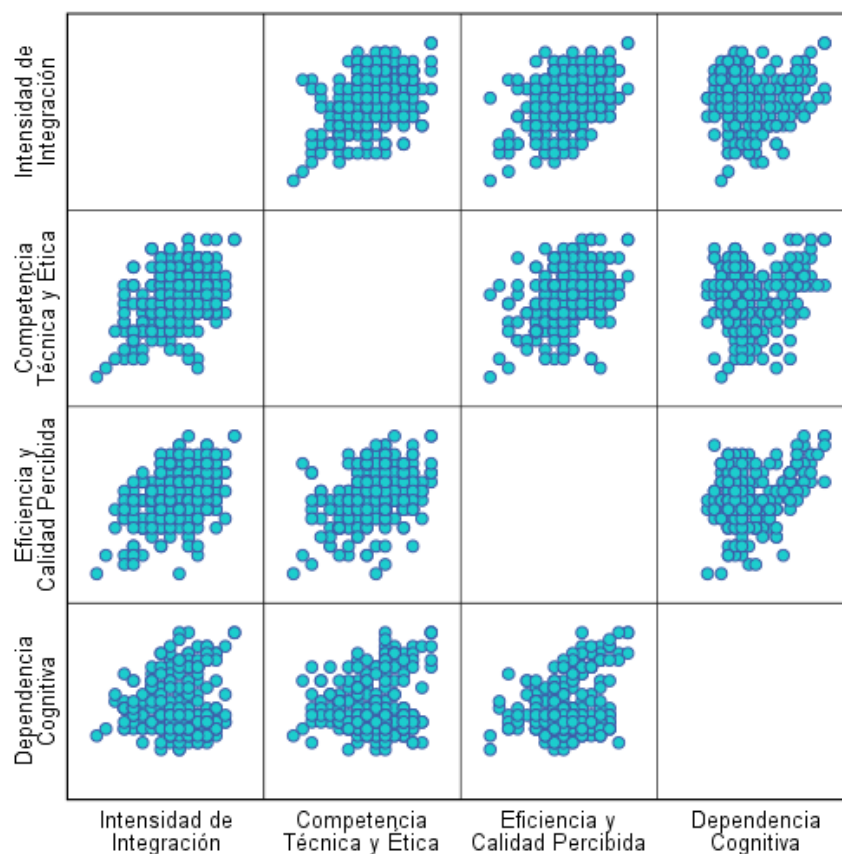 Intensidad de
Integración
Competencia
Técnica y Ética
Eficiencia y
Calidad Percibida
Dependencia
Cognitiva
Intensidad de
Integración
Competencia
Técnica y Ética
Eficiencia y
Calidad Percibida
Dependencia
Cognitiva